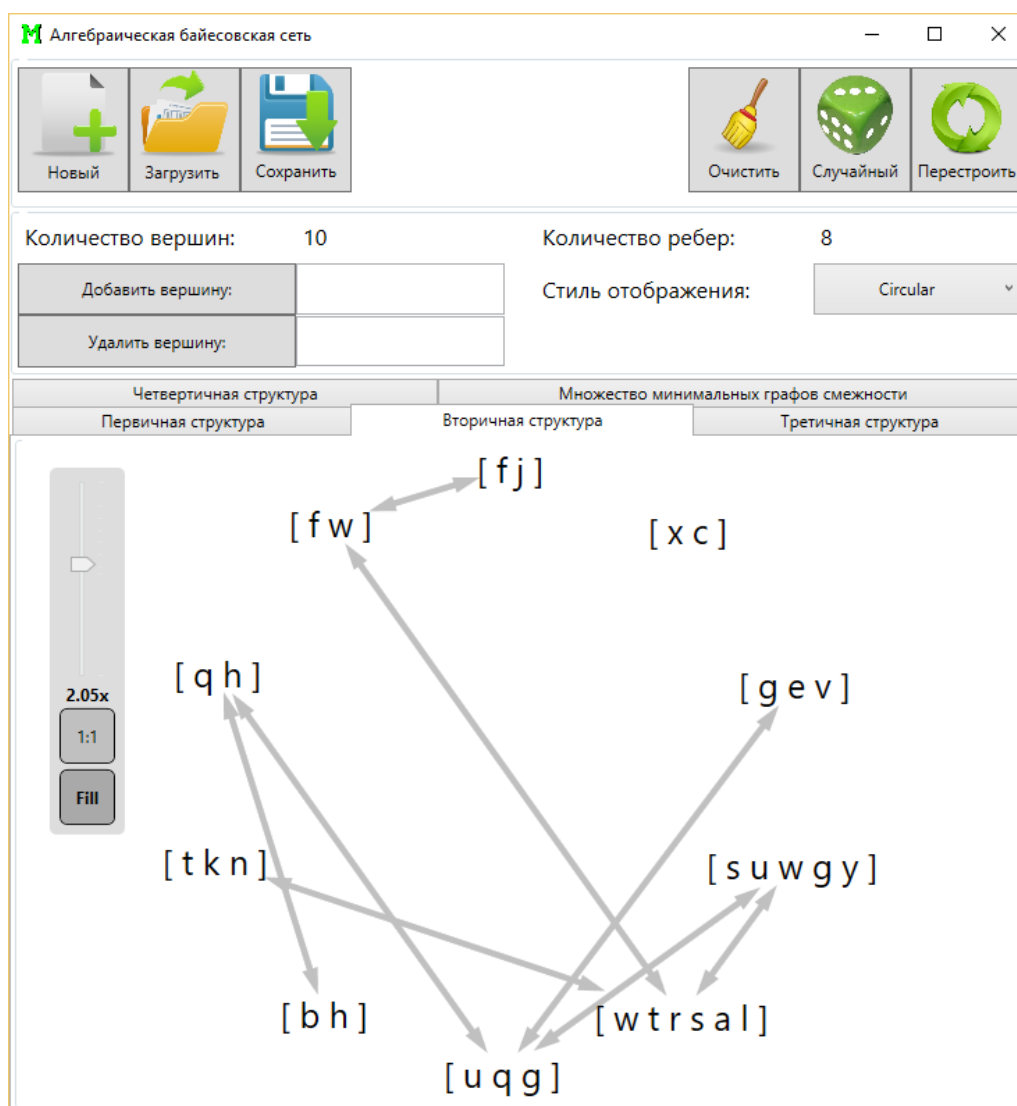 M Алгебраическая байесовская сеть
Новый Загрузить Сохранить Очистить Случайный Перестроить
Количество вершин: 10 Количество ребер: 8
Добавить вершину: Стиль отображения: Circular
Удалить вершину:
Четвертичная структура Множество минимальных графов смежности
Первичная структура Вторичная структура Третичная структура
[ f j ]
[ f w ]
[ x c ]
[ q h ]
[ g e v ]
2.05x
1:1
Fill
[ t k n ]
[ s u w g y ]
[ b h ]
[ w t r s a l ]
[ u q g ]